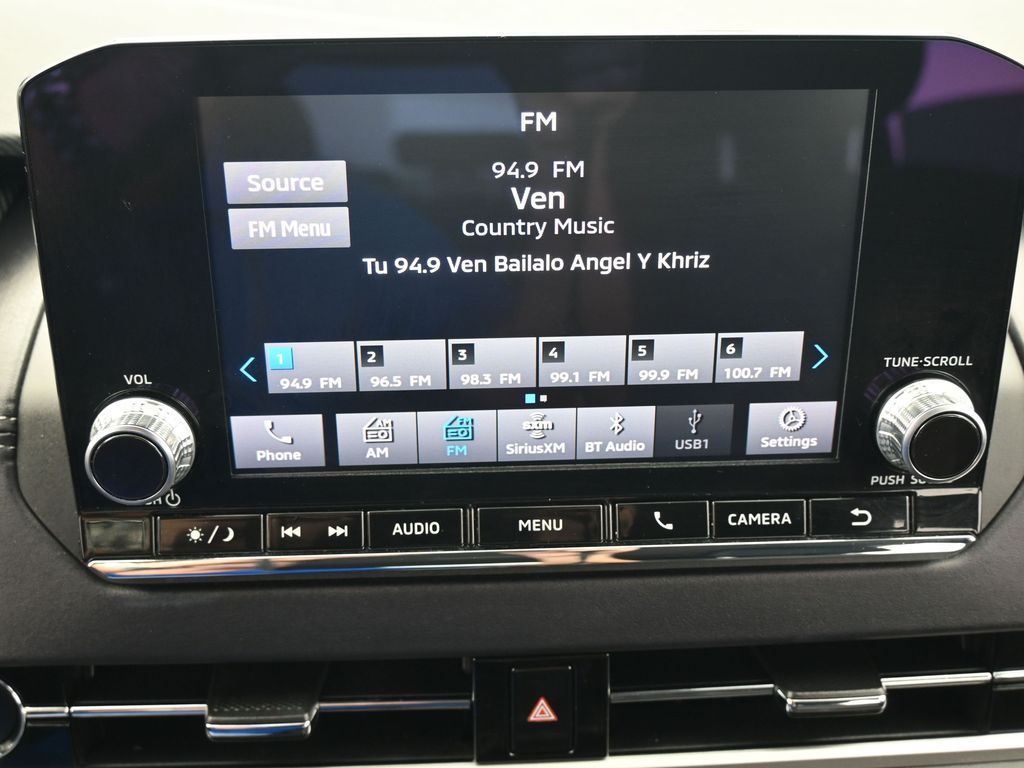 FM
94.9 FM
Source
Ven
FM Menu
Country Music
Tu 94.9 Ven Bailalo Angel Y Khriz
1 94.9 FM
2 96.5 FM
3 98.3 FM
4 99.1 FM
5 99.9 FM
6 100.7 FM
VOL
TUNE·SCROLL
Phone
AM
FM
sxm
SiriusXM
BT Audio
USB1
Settings
PUSH
AUDIO
MENU
CAMERA